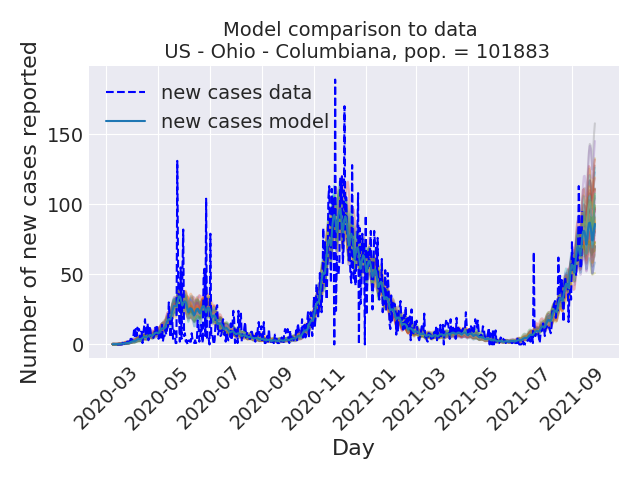 Model comparison to data
US - Ohio - Columbiana, pop. = 101883
Number of new cases reported
new cases data
new cases model
150
100
50
0
2020-03
2020-05
2020-07
2020-09
2020-11
2021-01
2021-03
2021-05
2021-07
2021-09
Day